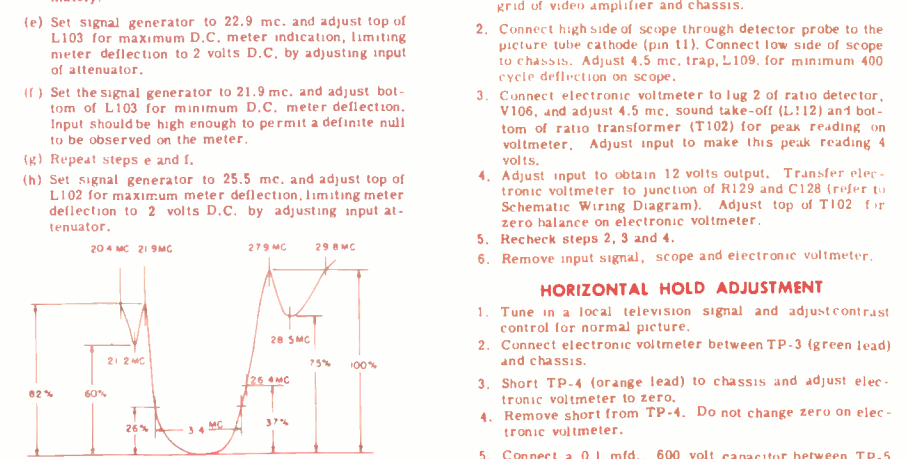 (e) Set signal generator to 22.9 mc. and adjust top of
L103 for maximum D.C. meter indication, limiting
meter deflection to 2 volts D.C. by adjusting input
of attenuator.
(f) Set the signal generator to 21.9 mc. and adjust bot-
tom of L103 for minimum D.C. meter deflection.
Input should be high enough to permit a definite null
to be observed on the meter.
(g) Repeat steps e and f.
(h) Set signal generator to 25.5 mc. and adjust top of
L102 for maximum meter deflection, limiting meter
deflection to 2 volts D.C. by adjusting input at-
tenuator.
20.4 MC 21.9MC 27.9 MC 29.8 MC
28.5MC
21.2 MC 75% 100%
26.4MC
82% 60%
26% 3.4 MC 37%
grid of video amplifier and chassis.
2. Connect high side of scope through detector probe to the
picture tube cathode (pin 11). Connect low side of scope
to chassis. Adjust 4.5 mc. trap, L109, for minimum 400
cycle deflection on scope.
3. Connect electronic voltmeter to lug 2 of ratio detector,
V106, and adjust 4.5 mc. sound take-off (L112) and bot-
tom of ratio transformer (T102) for peak reading on
voltmeter. Adjust input to make this peak reading 4
volts.
4. Adjust input to obtain 12 volts output. Transfer elec-
tronic voltmeter to junction of R129 and C128 (refer to
Schematic Wiring Diagram). Adjust top of T102 for
zero balance on electronic voltmeter.
5. Recheck steps 2, 3 and 4.
6. Remove input signal, scope and electronic voltmeter.
HORIZONTAL HOLD ADJUSTMENT
1. Tune in a local television signal and adjust contrast
control for normal picture.
2. Connect electronic voltmeter between TP-3 (green lead)
and chassis.
3. Short TP-4 (orange lead) to chassis and adjust elec-
tronic voltmeter to zero.
4. Remove short from TP-4. Do not change zero on elec-
tronic voltmeter.
5. Connect a 0.1 mfd. 600 volt capacitor between TP-5